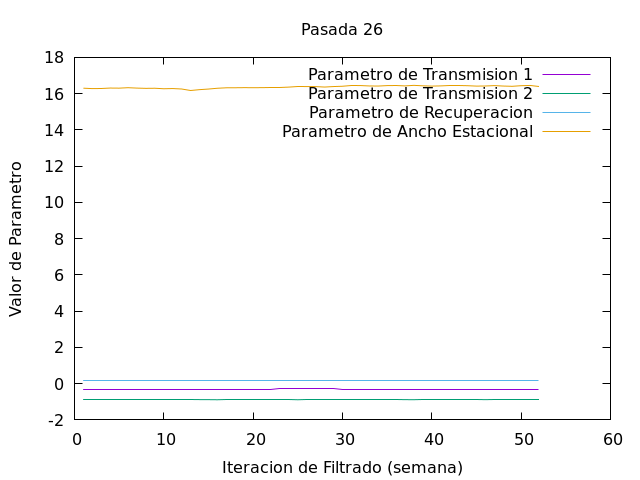 Pasada 26
18
16
14
12
10
8
6
4
2
0
-2
Parametro de Transmision 1
Parametro de Transmision 2
Parametro de Recuperacion
Parametro de Ancho Estacional
Valor de Parametro
0 10 20 30 40 50 60
Iteracion de Filtrado (semana)